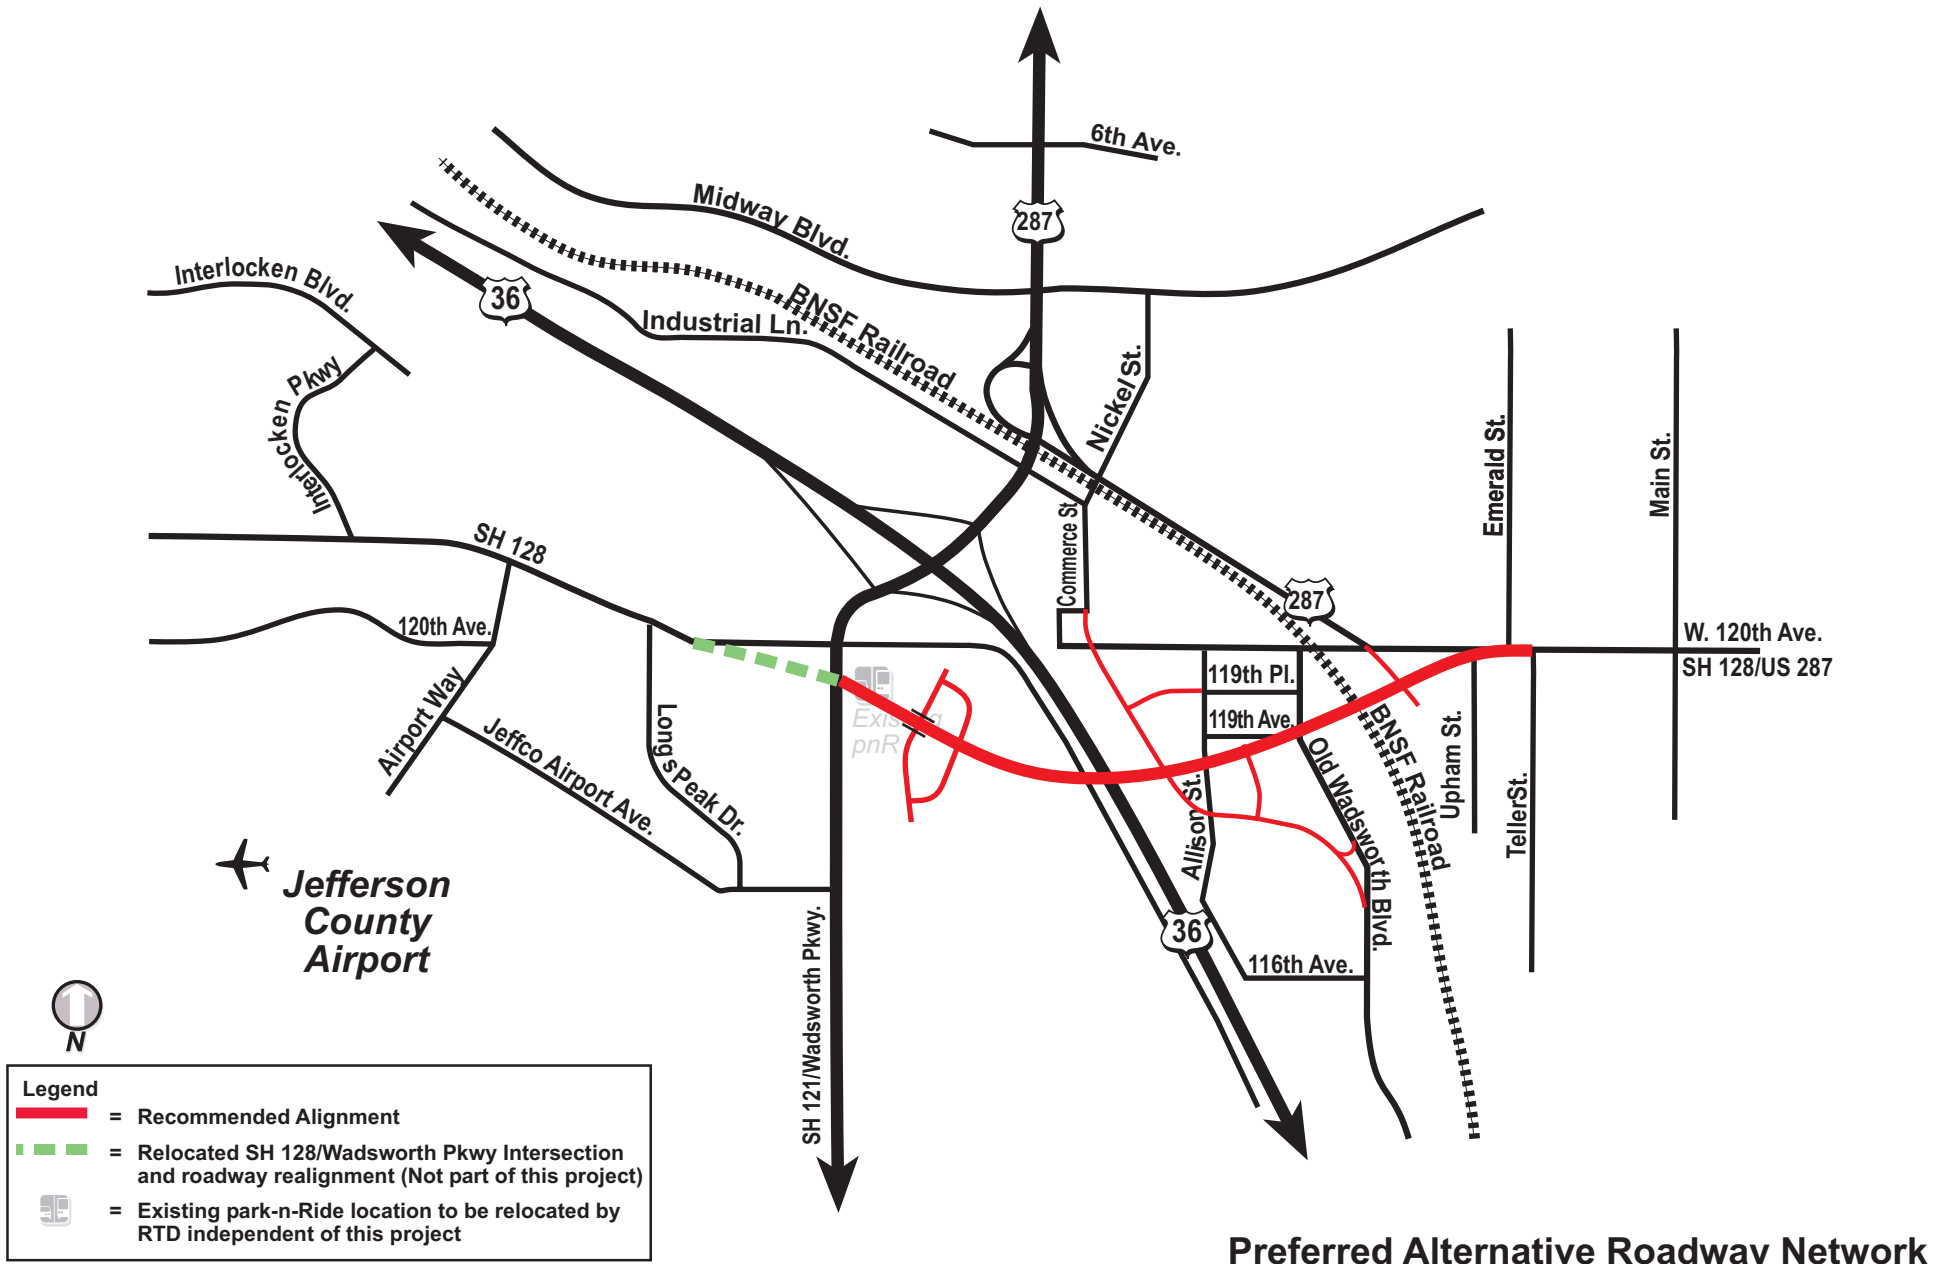 6th Ave.
Midway Blvd.
287
Interlocken Blvd.
36
BNSF Railroad
Industrial Ln.
Interlocken Pkwy
Nickel St.
Emerald St.
Main St.
SH 128
Commerce St
287
120th Ave.
W. 120th Ave.
SH 128/US 287
119th Pl.
119th Ave.
Existing
pnR
Airport Way
Longs Peak Dr.
Jeffco Airport Ave.
Old Wadsworth Blvd.
BNSF Railroad
Upham St.
Teller St.
Allison St.
Jefferson
County
Airport
36
116th Ave.
SH 121/Wadsworth Pkwy.
N
Legend
= Recommended Alignment
= Relocated SH 128/Wadsworth Pkwy Intersection
and roadway realignment (Not part of this project)
= Existing park-n-Ride location to be relocated by
RTD independent of this project
Preferred Alternative Roadway Network